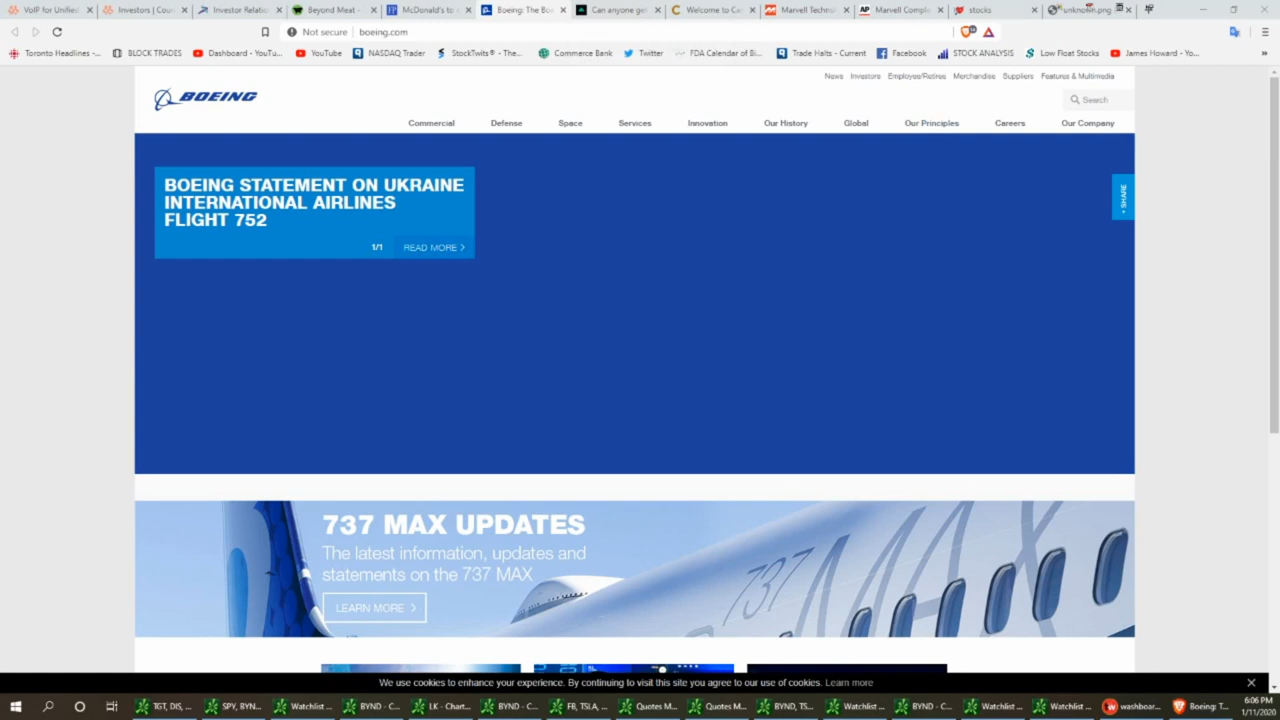 VoIP for Unified
Investors | Cour
Investor Relatio
Beyond Meat -
McDonald's to
Boeing: The Boe
Can anyone get
Welcome to Ca
Marvell Techno
Marvell Comple
stocks
unknown.png
Not secure
boeing.com
Toronto Headlines -...
BLOCK TRADES
Dashboard - YouTu...
YouTube
NASDAQ Trader
StockTwits® - The...
Commerce Bank
Twitter
FDA Calendar of Bi...
Trade Halts - Current
Facebook
STOCK ANALYSIS
Low Float Stocks
James Howard - Yo...
News Investors Employee/Retiree Merchandise Suppliers Features & Multimedia
BOEING
Search
Commercial Defense Space Services Innovation Our History Global Our Principles Careers Our Company
BOEING STATEMENT ON UKRAINE
INTERNATIONAL AIRLINES
FLIGHT 752
1/1 READ MORE >
+ SHARE
737 MAX UPDATES
The latest information, updates and
statements on the 737 MAX
LEARN MORE >
737 MAX
We use cookies to enhance your experience. By continuing to visit this site you agree to our use of cookies. Learn more
TGT, DIS, ...
SPY, BYN...
Watchlist ...
BYND - C...
I.K - Chart...
BYND - C...
FB, TSLA, ...
Quotes M...
Quotes M...
BYND, TS...
Watchlist ...
BYND - C...
Watchlist ...
Watchlist ...
washboar...
Boeing: T...
6:06 PM
1/11/2020